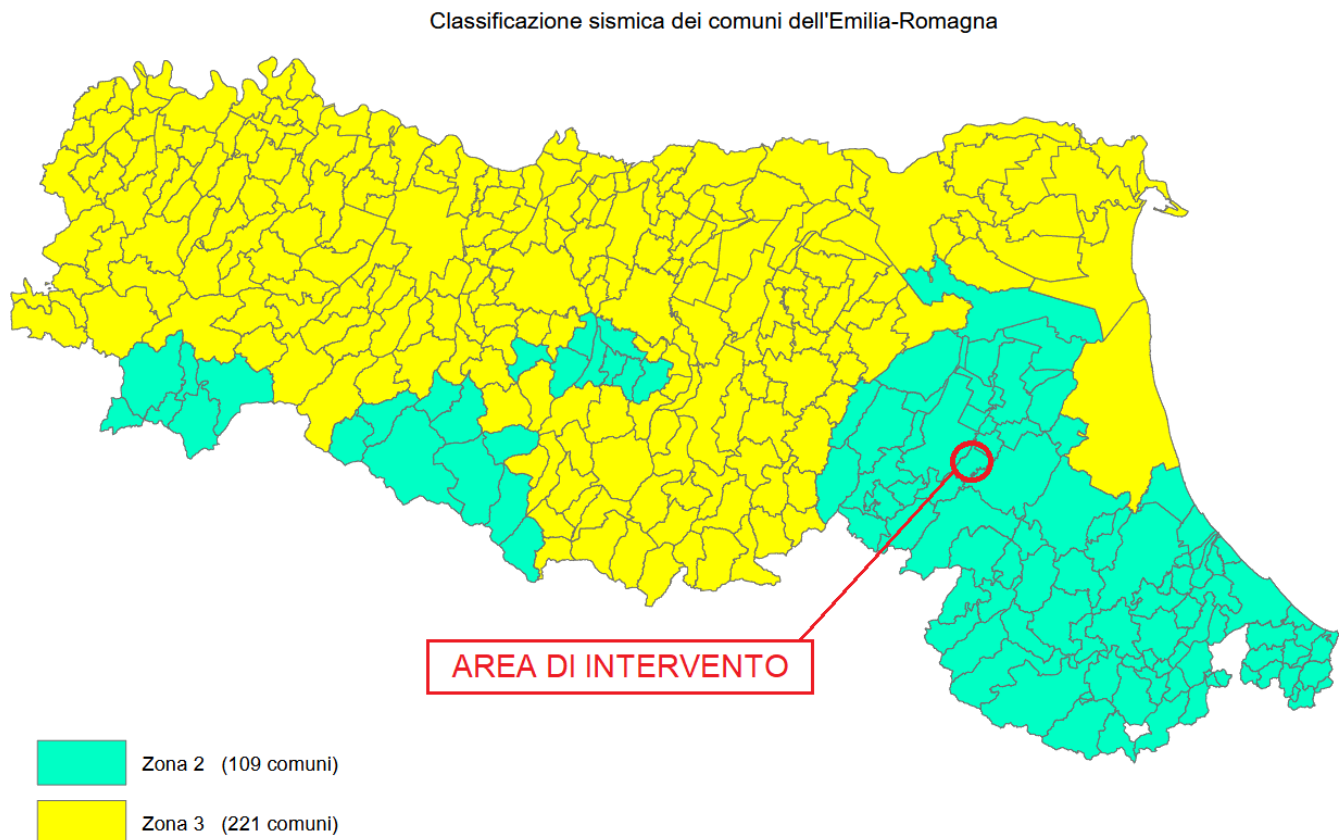 Classificazione sismica dei comuni dell'Emilia-Romagna
AREA DI INTERVENTO
Zona 2 (109 comuni)
Zona 3 (221 comuni)